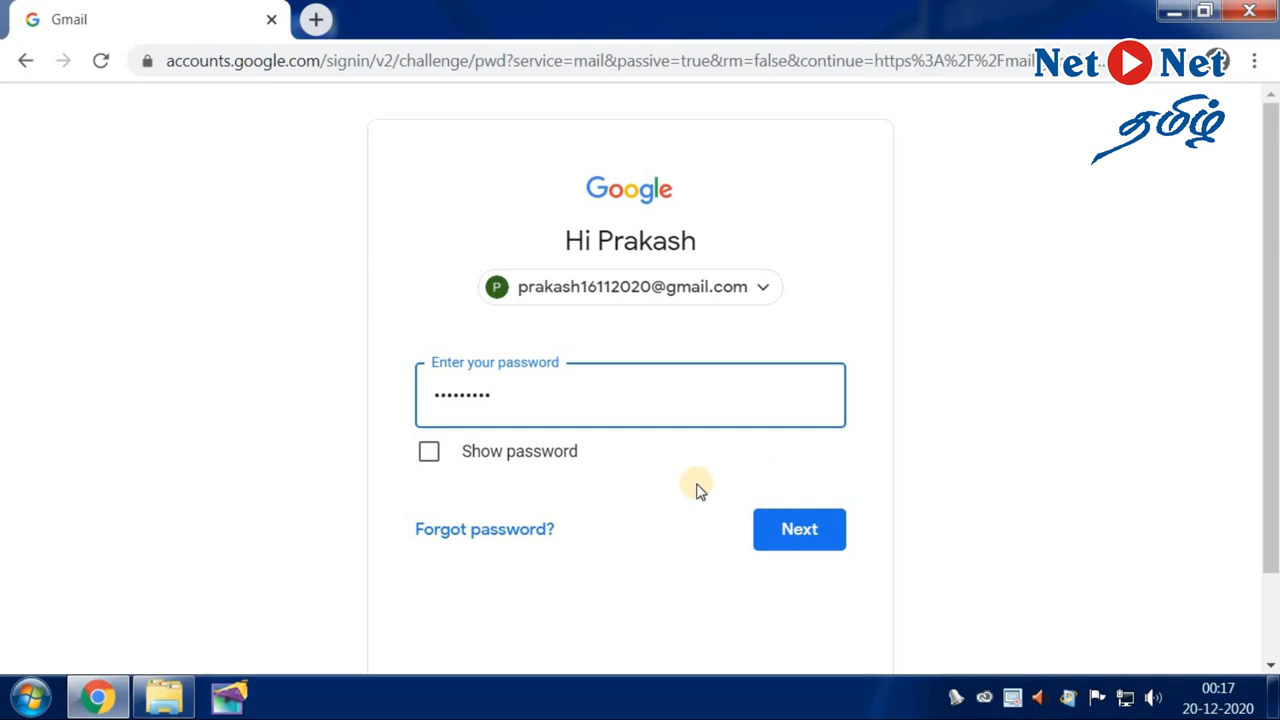 Gmail
accounts.google.com/signin/v2/challenge/pwd?service=mail&passive=true&rm=false&continue=https%3A%2F%2Fmail
Net Net
தமிழ்
Google
Hi Prakash
P prakash16112020@gmail.com
Enter your password
•••••••••
Show password
Forgot password?
Next
00:17
20-12-2020